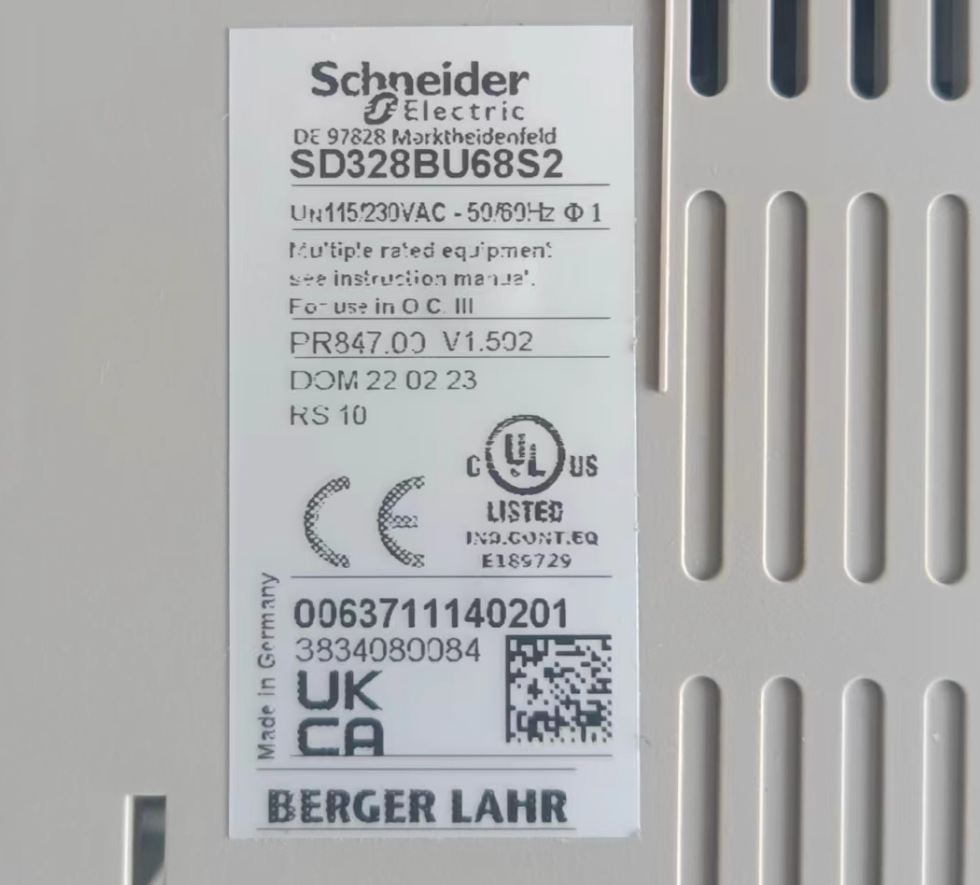 Schneider
Electric
DE 97828 Marktheidenfeld
SD328BU68S2
UN115/230VAC - 50/60Hz Φ 1
Multiple rated equipment
see instruction manual.
For use in O.C. III
PR847.00 V1.502
DOM 22 02 23
RS 10
C UL US
LISTED
IND.CONT.EQ
E189729
CE
Made in Germany
0063711140201
3834080084
UK
CA
BERGER LAHR